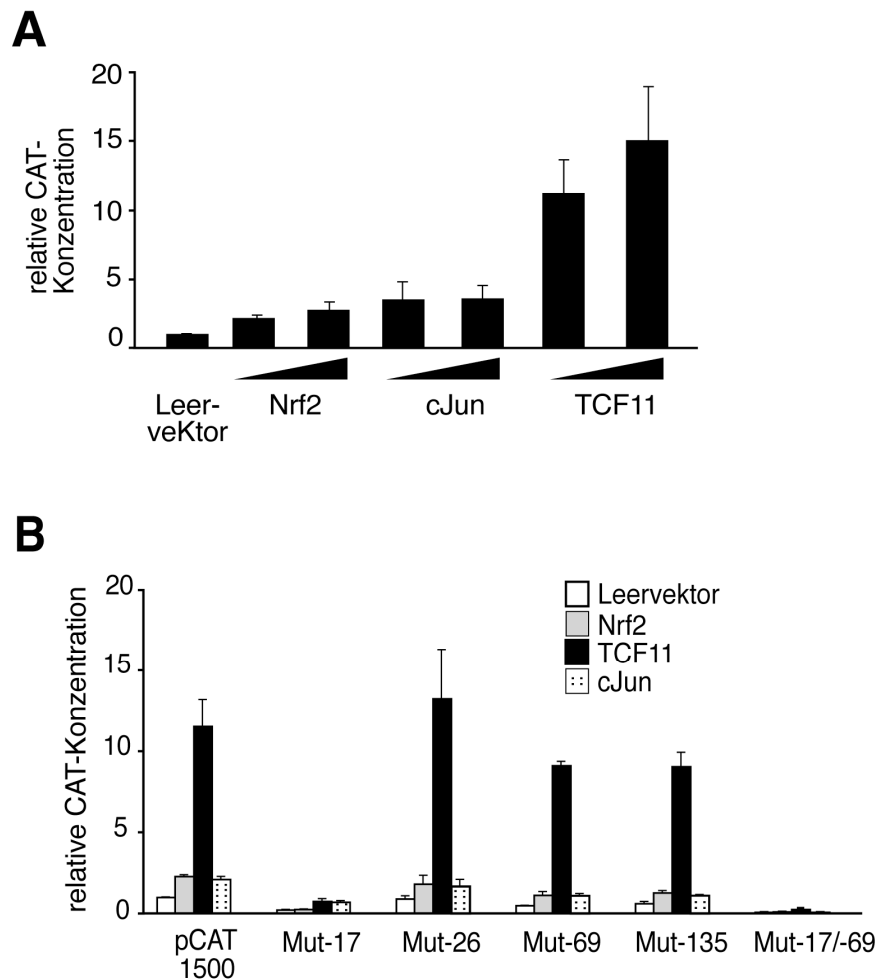 A
20
15
10
5
0
relative CAT-
Konzentration
Leer-
veKtor
Nrf2
cJun
TCF11
B
20
15
10
5
0
relative CAT-Konzentration
Leervektor
Nrf2
TCF11
cJun
pCAT
1500
Mut-17
Mut-26
Mut-69
Mut-135
Mut-17/-69